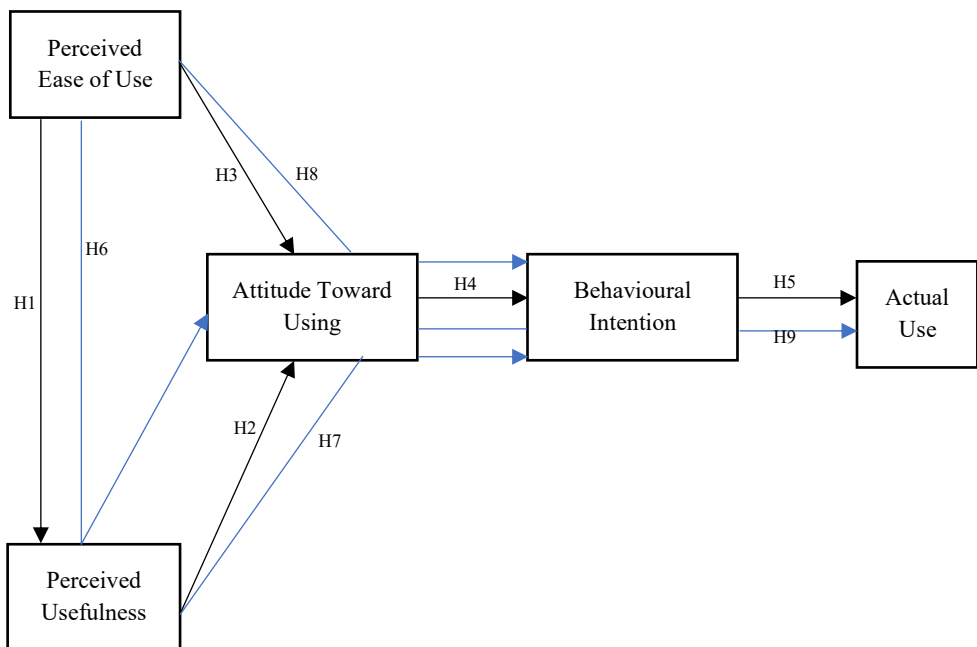 Perceived
Ease of Use
H3
H8
H6
H1
Attitude Toward
Using
H4
Behavioural
Intention
H5
H9
Actual
Use
H2
H7
Perceived
Usefulness